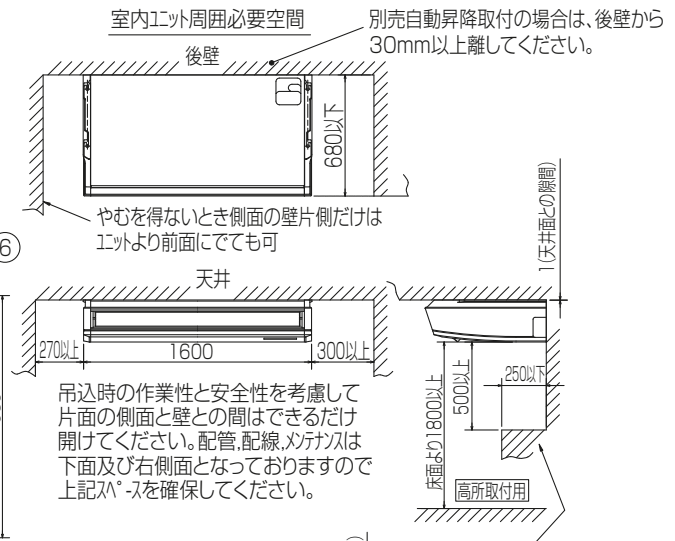 室内ユニット周囲必要空間
別売自動昇降取付の場合は、後壁から
30mm以上離してください。
後壁
680以下
やむを得ないとき側面の壁片側だけは
ユニットより前面にでても可
6
1(天井面との隙間)
天井
270以上
1600
300以上
吊込時の作業性と安全性を考慮して
片面の側面と壁との間はできるだけ
開けてください。配管,配線,メンテナンスは
下面及び右側面となっておりますので
上記スペースを確保してください。
床面より1800以上
500以上
250以下
高所取付用